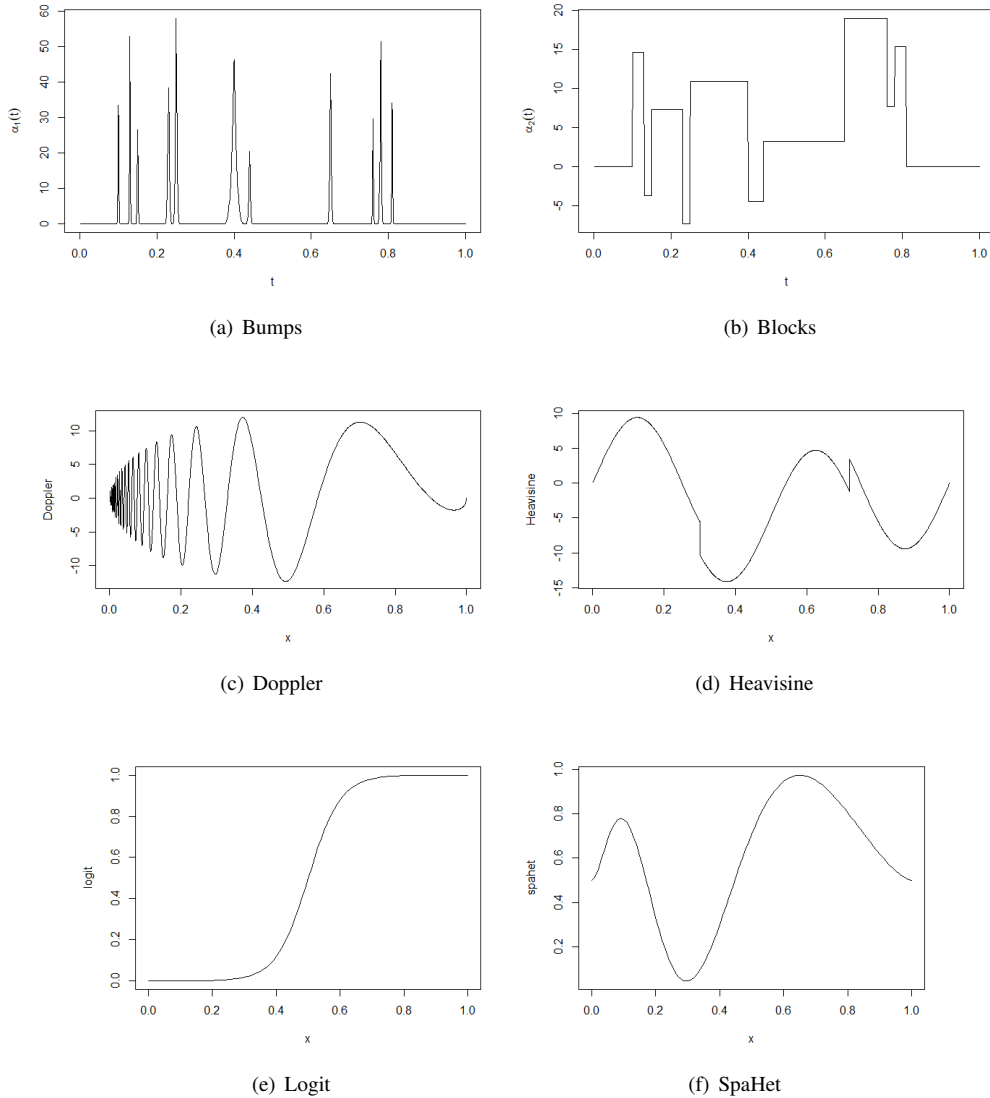 60
50
40
30
20
10
0
α₁(t)
0.0 0.2 0.4 0.6 0.8 1.0
t
(a) Bumps
20
15
10
5
0
-5
α₂(t)
0.0 0.2 0.4 0.6 0.8 1.0
t
(b) Blocks
10
5
0
-5
-10
Doppler
0.0 0.2 0.4 0.6 0.8 1.0
x
(c) Doppler
10
5
0
-5
-10
-15
Heavisine
0.0 0.2 0.4 0.6 0.8 1.0
x
(d) Heavisine
1.0
0.8
0.6
0.4
0.2
0.0
logit
0.0 0.2 0.4 0.6 0.8 1.0
x
(e) Logit
1.0
0.8
0.6
0.4
0.2
spahet
0.0 0.2 0.4 0.6 0.8 1.0
x
(f) SpaHet